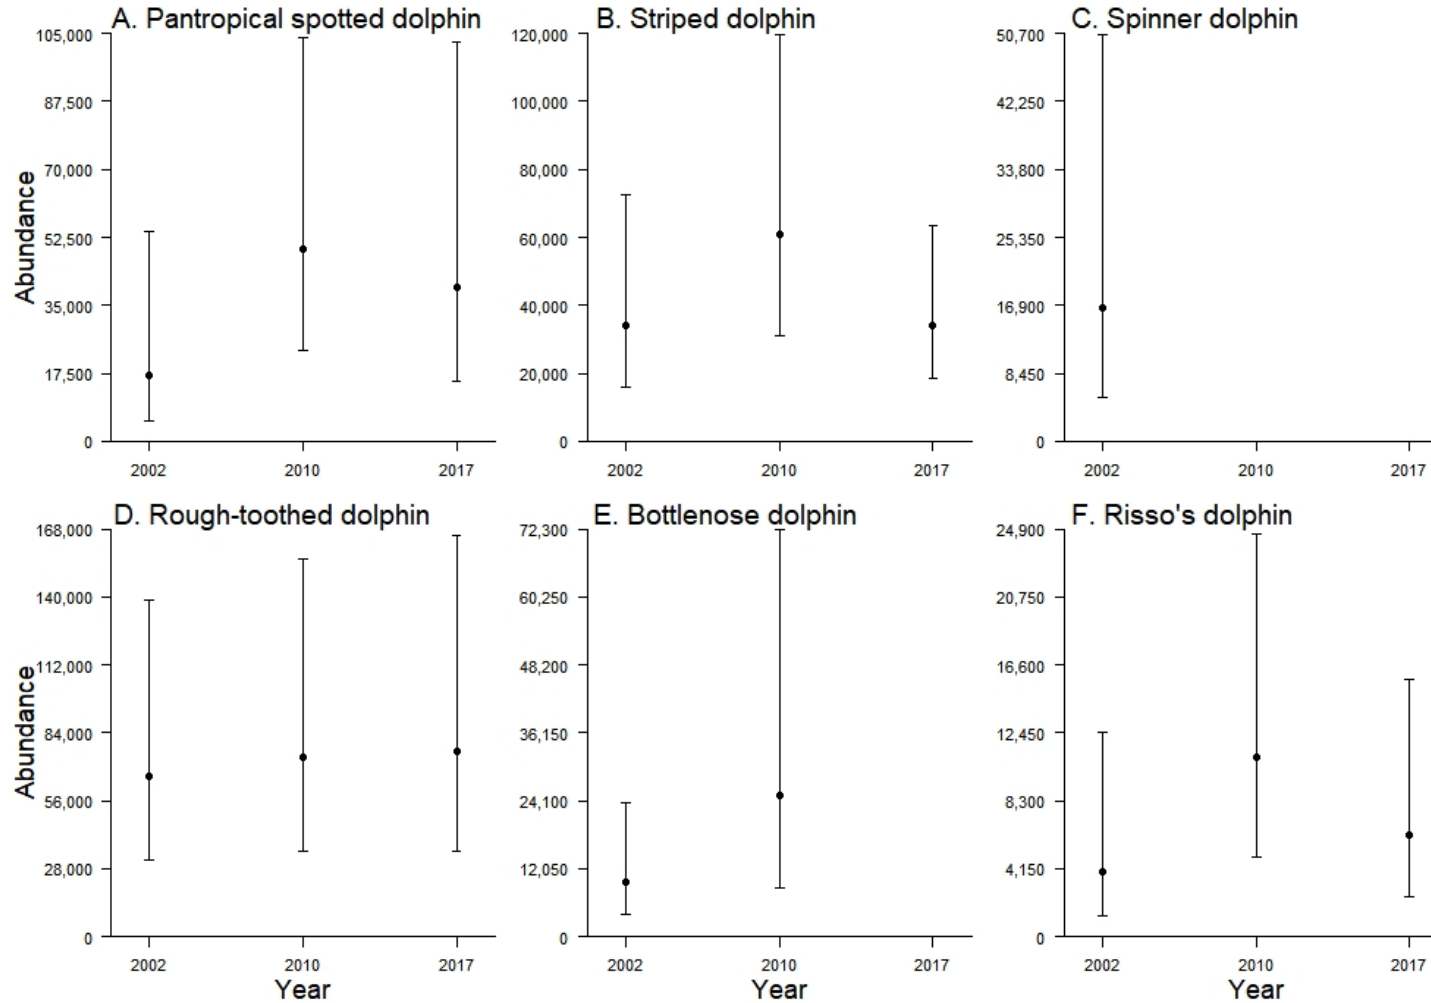 A. Pantropical spotted dolphin
105,000
87,500
70,000
52,500
35,000
17,500
0
2002 2010 2017
Abundance
B. Striped dolphin
120,000
100,000
80,000
60,000
40,000
20,000
0
2002 2010 2017
C. Spinner dolphin
50,700
42,250
33,800
25,350
16,900
8,450
0
2002 2010 2017
D. Rough-toothed dolphin
168,000
140,000
112,000
84,000
56,000
28,000
0
2002 2010 2017
Abundance
Year
E. Bottlenose dolphin
72,300
60,250
48,200
36,150
24,100
12,050
0
2002 2010 2017
Year
F. Risso's dolphin
24,900
20,750
16,600
12,450
8,300
4,150
0
2002 2010 2017
Year